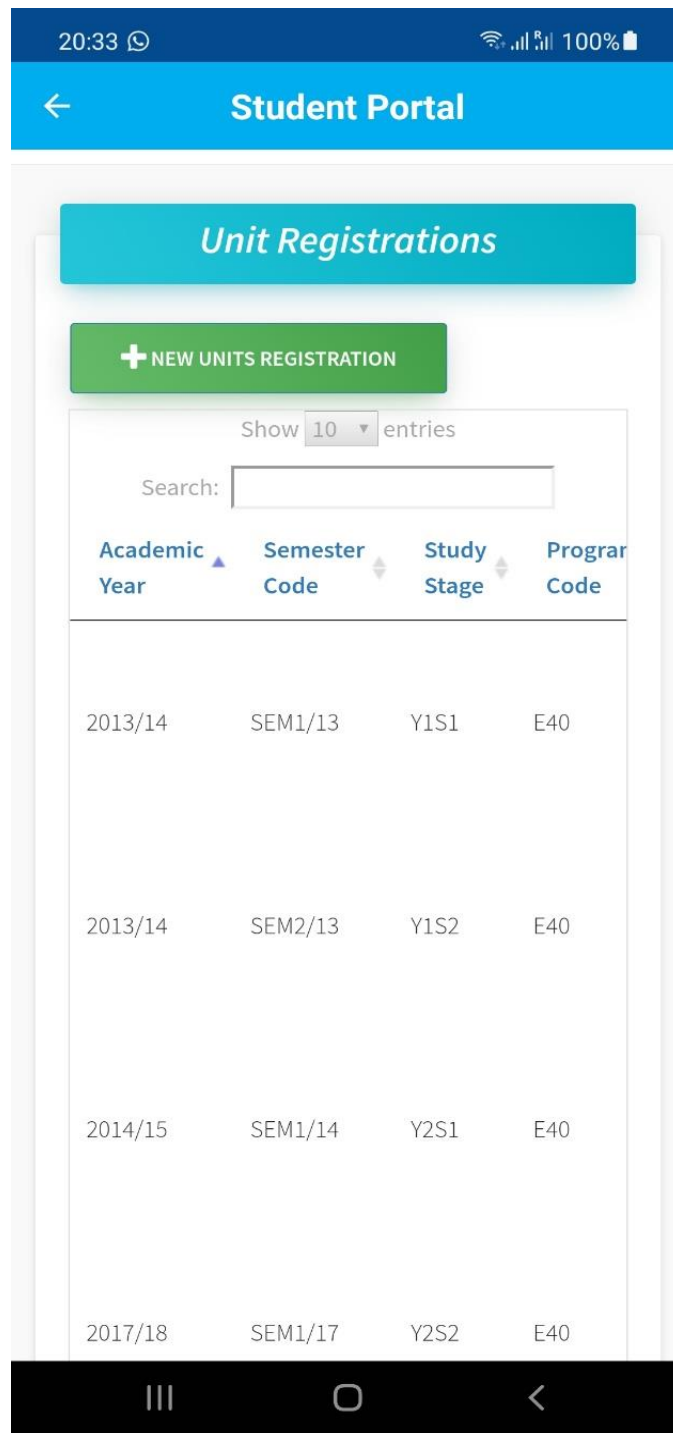 20:33 100%
Student Portal
Unit Registrations
NEW UNITS REGISTRATION
Show 10 entries
Search:
Academic Year Semester Code Study Stage Prograr Code
2013/14 SEM1/13 Y1S1 E40
2013/14 SEM2/13 Y1S2 E40
2014/15 SEM1/14 Y2S1 E40
2017/18 SEM1/17 Y2S2 E40